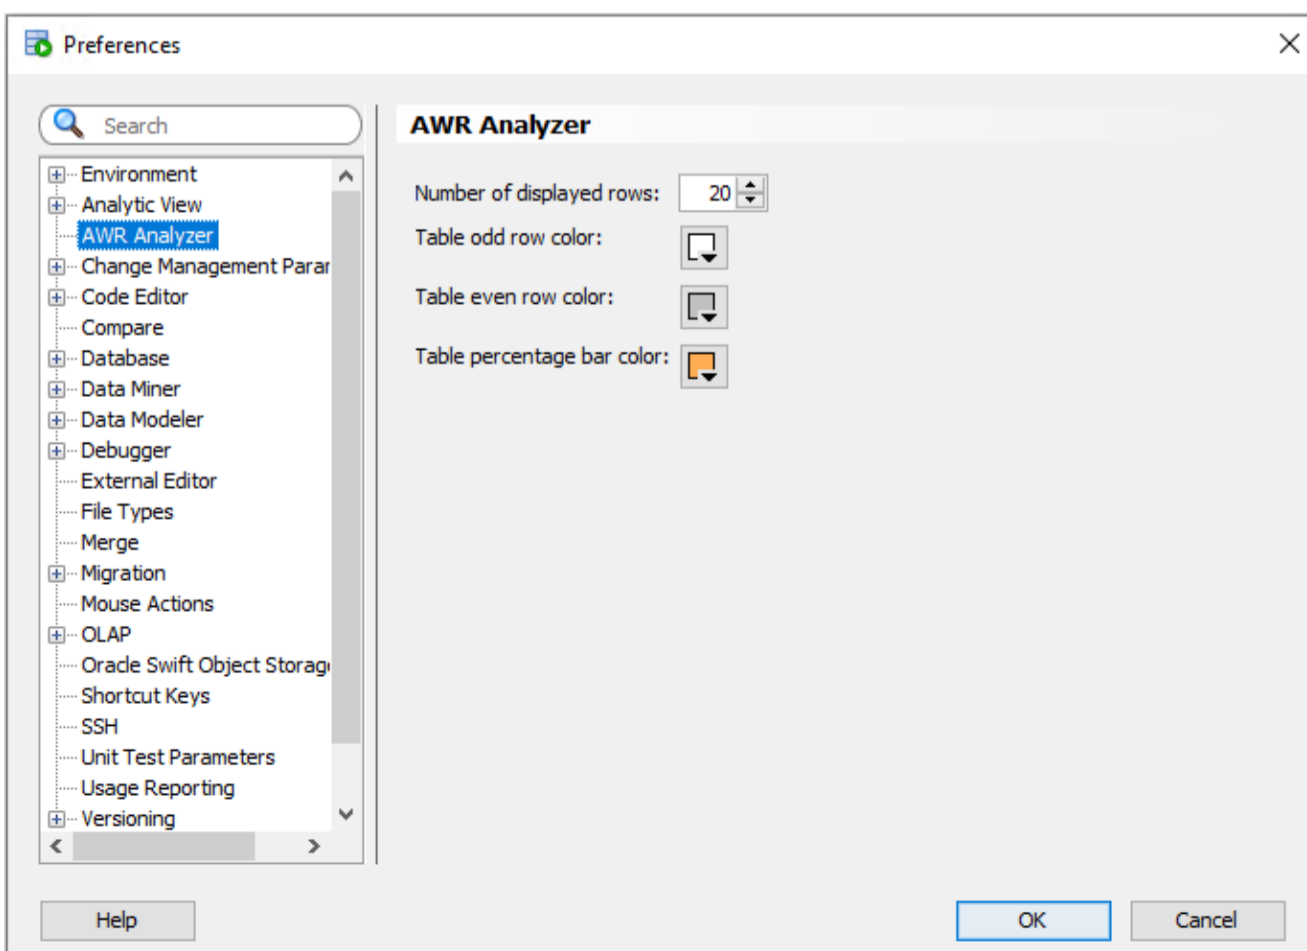 Preferences
Search
Environment
Analytic View
AWR Analyzer
Change Management Parar
Code Editor
Compare
Database
Data Miner
Data Modeler
Debugger
External Editor
File Types
Merge
Migration
Mouse Actions
OLAP
Oracle Swift Object Storage
Shortcut Keys
SSH
Unit Test Parameters
Usage Reporting
Versioning
AWR Analyzer
Number of displayed rows: 20
Table odd row color:
Table even row color:
Table percentage bar color:
Help
OK
Cancel